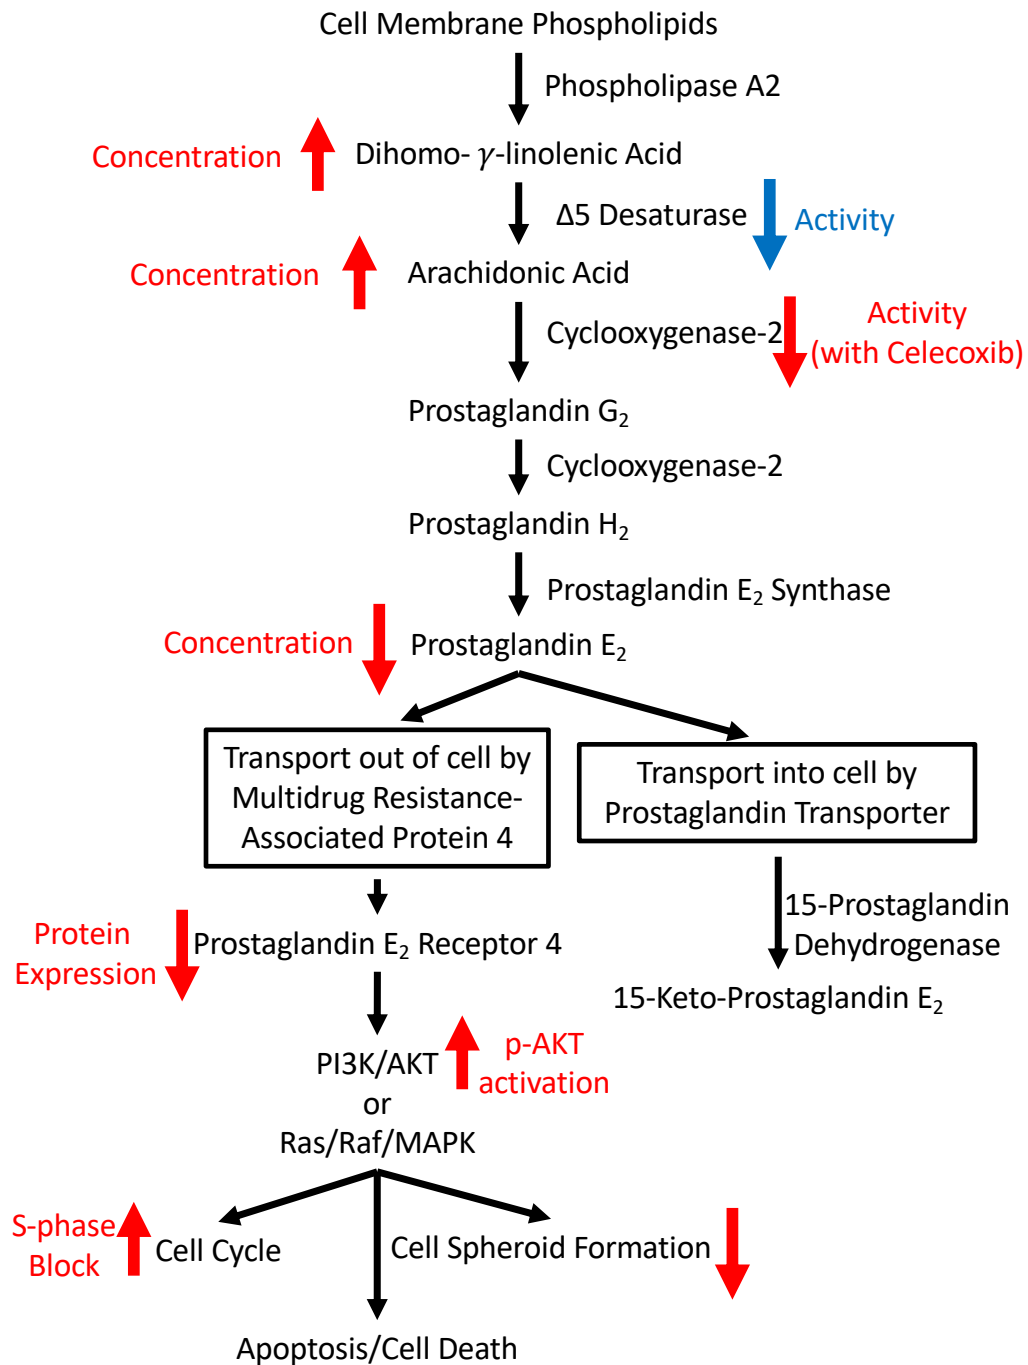 Cell Membrane Phospholipids
Phospholipase A2
Concentration
Dihomo- γ-linolenic Acid
Δ5 Desaturase
Activity
Concentration
Arachidonic Acid
Cyclooxygenase-2
Activity
(with Celecoxib)
Prostaglandin G₂
Cyclooxygenase-2
Prostaglandin H₂
Prostaglandin E₂ Synthase
Concentration
Prostaglandin E₂
Transport out of cell by
Multidrug Resistance-
Associated Protein 4
Transport into cell by
Prostaglandin Transporter
15-Prostaglandin
Dehydrogenase
15-Keto-Prostaglandin E₂
Protein
Expression
Prostaglandin E₂ Receptor 4
PI3K/AKT
or
Ras/Raf/MAPK
p-AKT
activation
S-phase
Block
Cell Cycle
Cell Spheroid Formation
Apoptosis/Cell Death